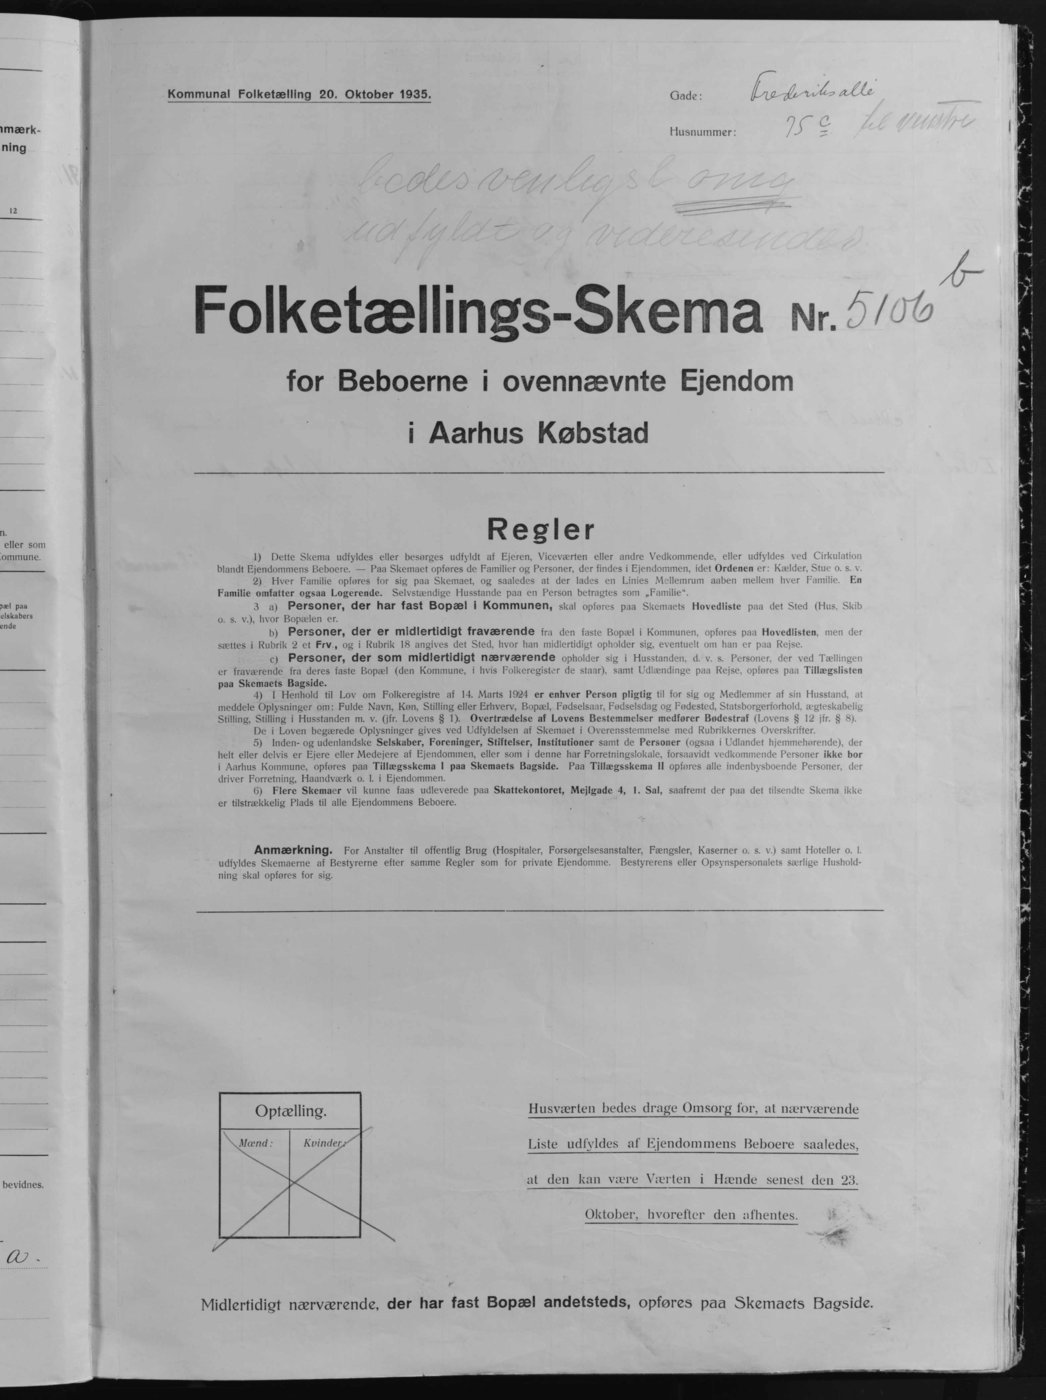 Kommunal Folketælling 20. Oktober 1935.
Gade: Frederiksallé
Husnummer: 75 c til venstre
bedes venligst omg
udfyldt og videresendes
Folketællings-Skema Nr. 5106 b
for Beboerne i ovennævnte Ejendom
i Aarhus Købstad
Regler
1) Dette Skema udfyldes eller besørges udfyldt af Ejeren, Viceværten eller andre Vedkommende, eller udfyldes ved Cirkulation
blandt Ejendommens Beboere. — Paa Skemaet opføres de Familier og Personer, der findes i Ejendommen, idet Ordenen er: Kælder, Stue o. s. v.
2) Hver Familie opføres for sig paa Skemaet, og saaledes at der lades en Linies Mellemrum aaben mellem hver Familie. En
Familie omfatter ogsaa Logerende. Selvstændige Husstande paa en Person betragtes som „Familie“.
3 a) Personer, der har fast Bopæl i Kommunen, skal opføres paa Skemaets Hovedliste paa det Sted (Hus, Skib
o. s. v.), hvor Bopælen er.
b) Personer, der er midlertidigt fraværende fra den faste Bopæl i Kommunen, opføres paa Hovedlisten, men der
sættes i Rubrik 2 et Frv., og i Rubrik 18 angives det Sted, hvor han midlertidigt opholder sig, eventuelt om han er paa Rejse.
c) Personer, der som midlertidigt nærværende opholder sig i Husstanden, d. v. s. Personer, der ved Tællingen
er fraværende fra deres faste Bopæl (den Kommune, i hvis Folkeregister de staar), samt Udlændinge paa Rejse, opføres paa Tillægslisten
paa Skemaets Bagside.
4) I Henhold til Lov om Folkeregistre af 14. Marts 1924 er enhver Person pligtig til for sig og Medlemmer af sin Husstand, at
meddele Oplysninger om: Fulde Navn, Køn, Stilling eller Erhverv, Bopæl, Fødselsaar, Fødselsdag og Fødested, Statsborgerforhold, ægteskabelig
Stilling, Stilling i Husstanden m. v. (jfr. Lovens § 1). Overtrædelse af Lovens Bestemmelser medfører Bødestraf (Lovens § 12 jfr. § 8).
De i Loven begærede Oplysninger gives ved Udfyldelsen af Skemaet i Overensstemmelse med Rubrikkernes Overskrifter.
5) Inden- og udenlandske Selskaber, Foreninger, Stiftelser, Institutioner samt de Personer (ogsaa i Udlandet hjemmehørende), der
helt eller delvis er Ejere eller Medejere af Ejendommen, eller som i denne har Forretningslokale, forsaavidt vedkommende Personer ikke bor
i Aarhus Kommune, opføres paa Tillægsskema I paa Skemaets Bagside. Paa Tillægsskema II opføres alle indenbysboende Personer, der
driver Forretning, Haandværk o. l. i Ejendommen.
6) Flere Skemaer vil kunne faas udleverede paa Skattekontoret, Mejlgade 4, 1. Sal, saafremt der paa det tilsendte Skema ikke
er tilstrækkelig Plads til alle Ejendommens Beboere.
Anmærkning. For Anstalter til offentlig Brug (Hospitaler, Forsørgelsesanstalter, Fængsler, Kaserner o. s. v.) samt Hoteller o. l.
udfyldes Skemaerne af Bestyrerne efter samme Regler som for private Ejendomme. Bestyrerens eller Opsynspersonalets særlige Hushold-
ning skal opføres for sig.
Optælling.
Mænd: Kvinder:
Husværten bedes drage Omsorg for, at nærværende
Liste udfyldes af Ejendommens Beboere saaledes,
at den kan være Værten i Hænde senest den 23.
Oktober, hvorefter den afhentes.
Midlertidigt nærværende, der har fast Bopæl andetsteds, opføres paa Skemaets Bagside.
nmærk-
ning
12
n.
eller som
ommune.
pæl paa
elskabers
ende
bevidnes.
a.